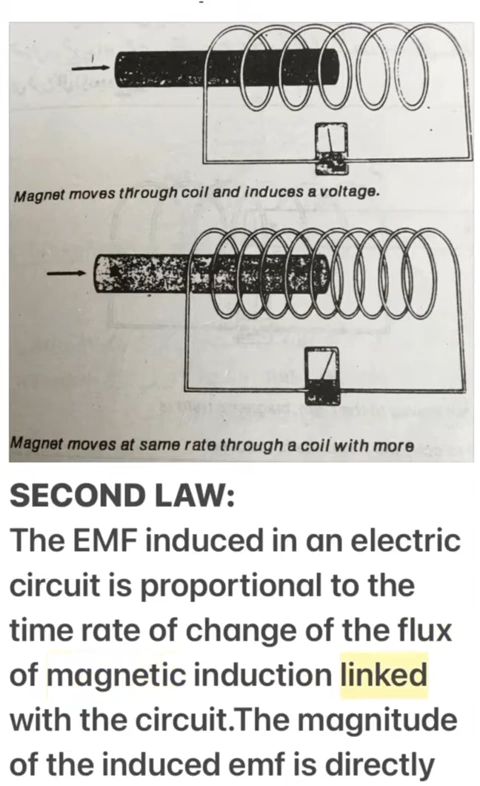 Magnet moves through coil and induces a voltage.
Magnet moves at same rate through a coil with more
SECOND LAW:
The EMF induced in an electric
circuit is proportional to the
time rate of change of the flux
of magnetic induction linked
with the circuit.The magnitude
of the induced emf is directly